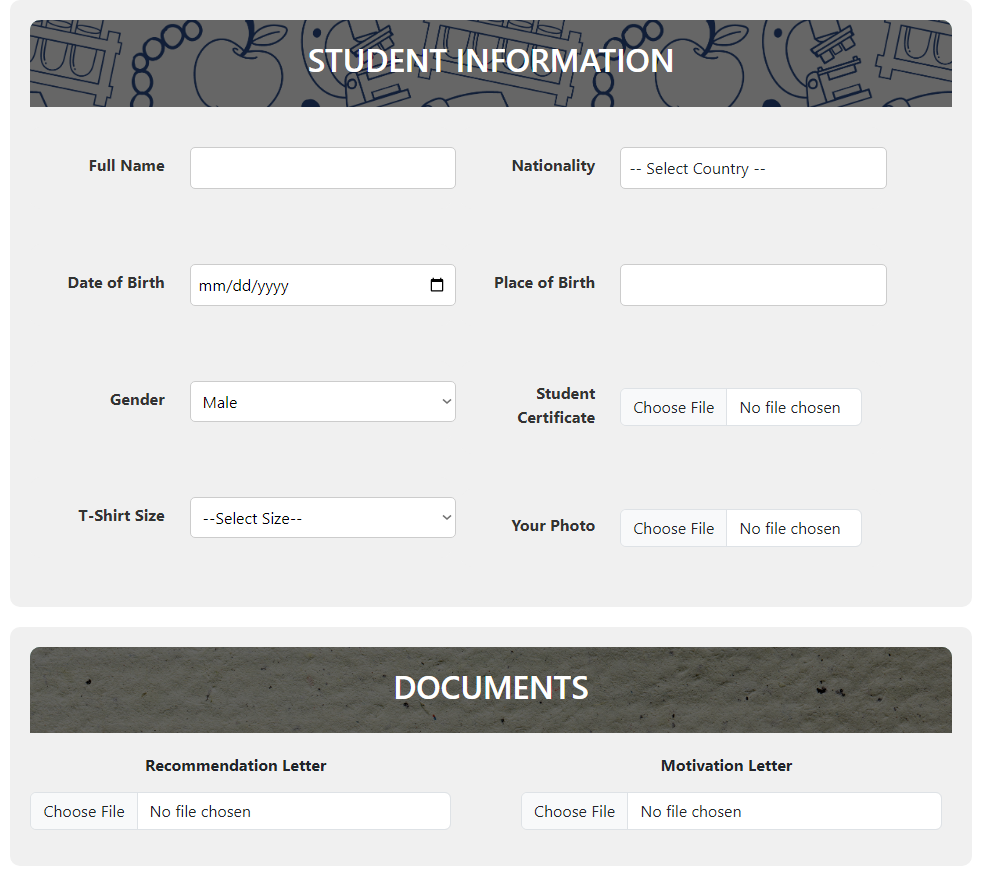 STUDENT INFORMATION
Full Name
Nationality
-- Select Country --
Date of Birth
mm/dd/yyyy
Place of Birth
Gender
Male
Student
Certificate
Choose File
No file chosen
T-Shirt Size
--Select Size--
Your Photo
Choose File
No file chosen
DOCUMENTS
Recommendation Letter
Motivation Letter
Choose File
No file chosen
Choose File
No file chosen